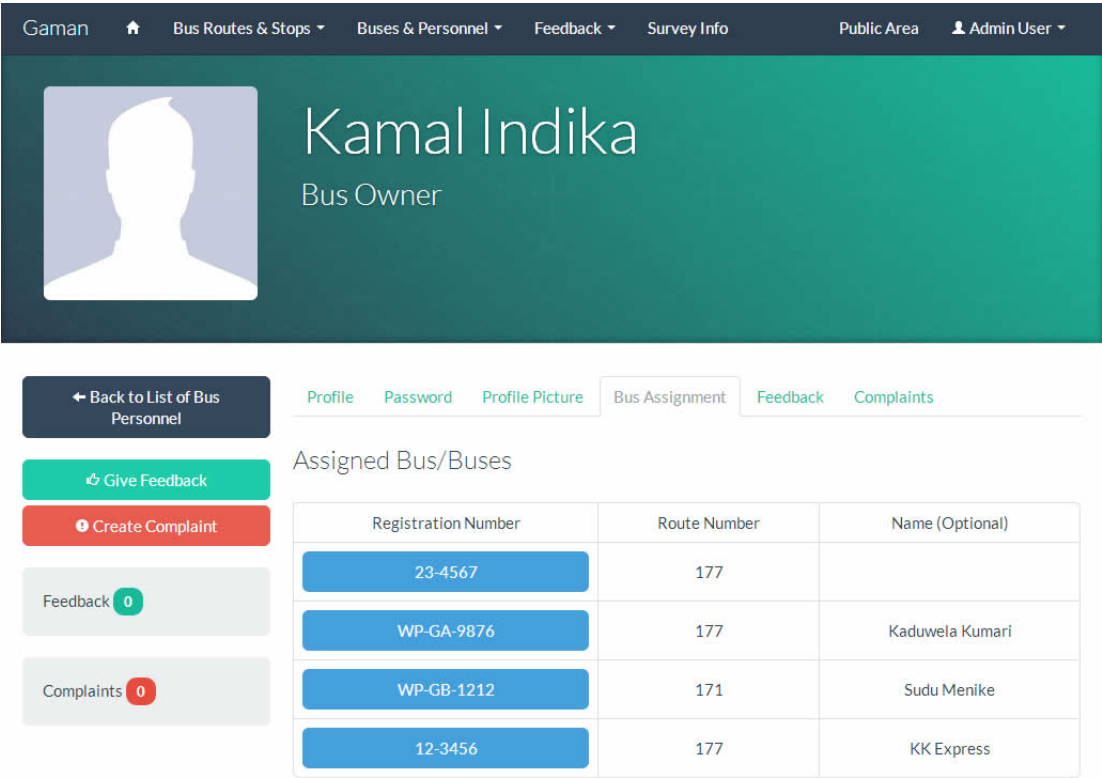 Gaman Bus Routes & Stops Buses & Personnel Feedback Survey Info Public Area Admin User
Kamal Indika
Bus Owner
Back to List of Bus
Personnel
Give Feedback
Create Complaint
Feedback 0
Complaints 0
Profile Password Profile Picture Bus Assignment Feedback Complaints
Assigned Bus/Buses
Registration Number Route Number Name (Optional)
23-4567 177
WP-GA-9876 177 Kaduwela Kumari
WP-GB-1212 171 Sudu Menike
12-3456 177 KK Express